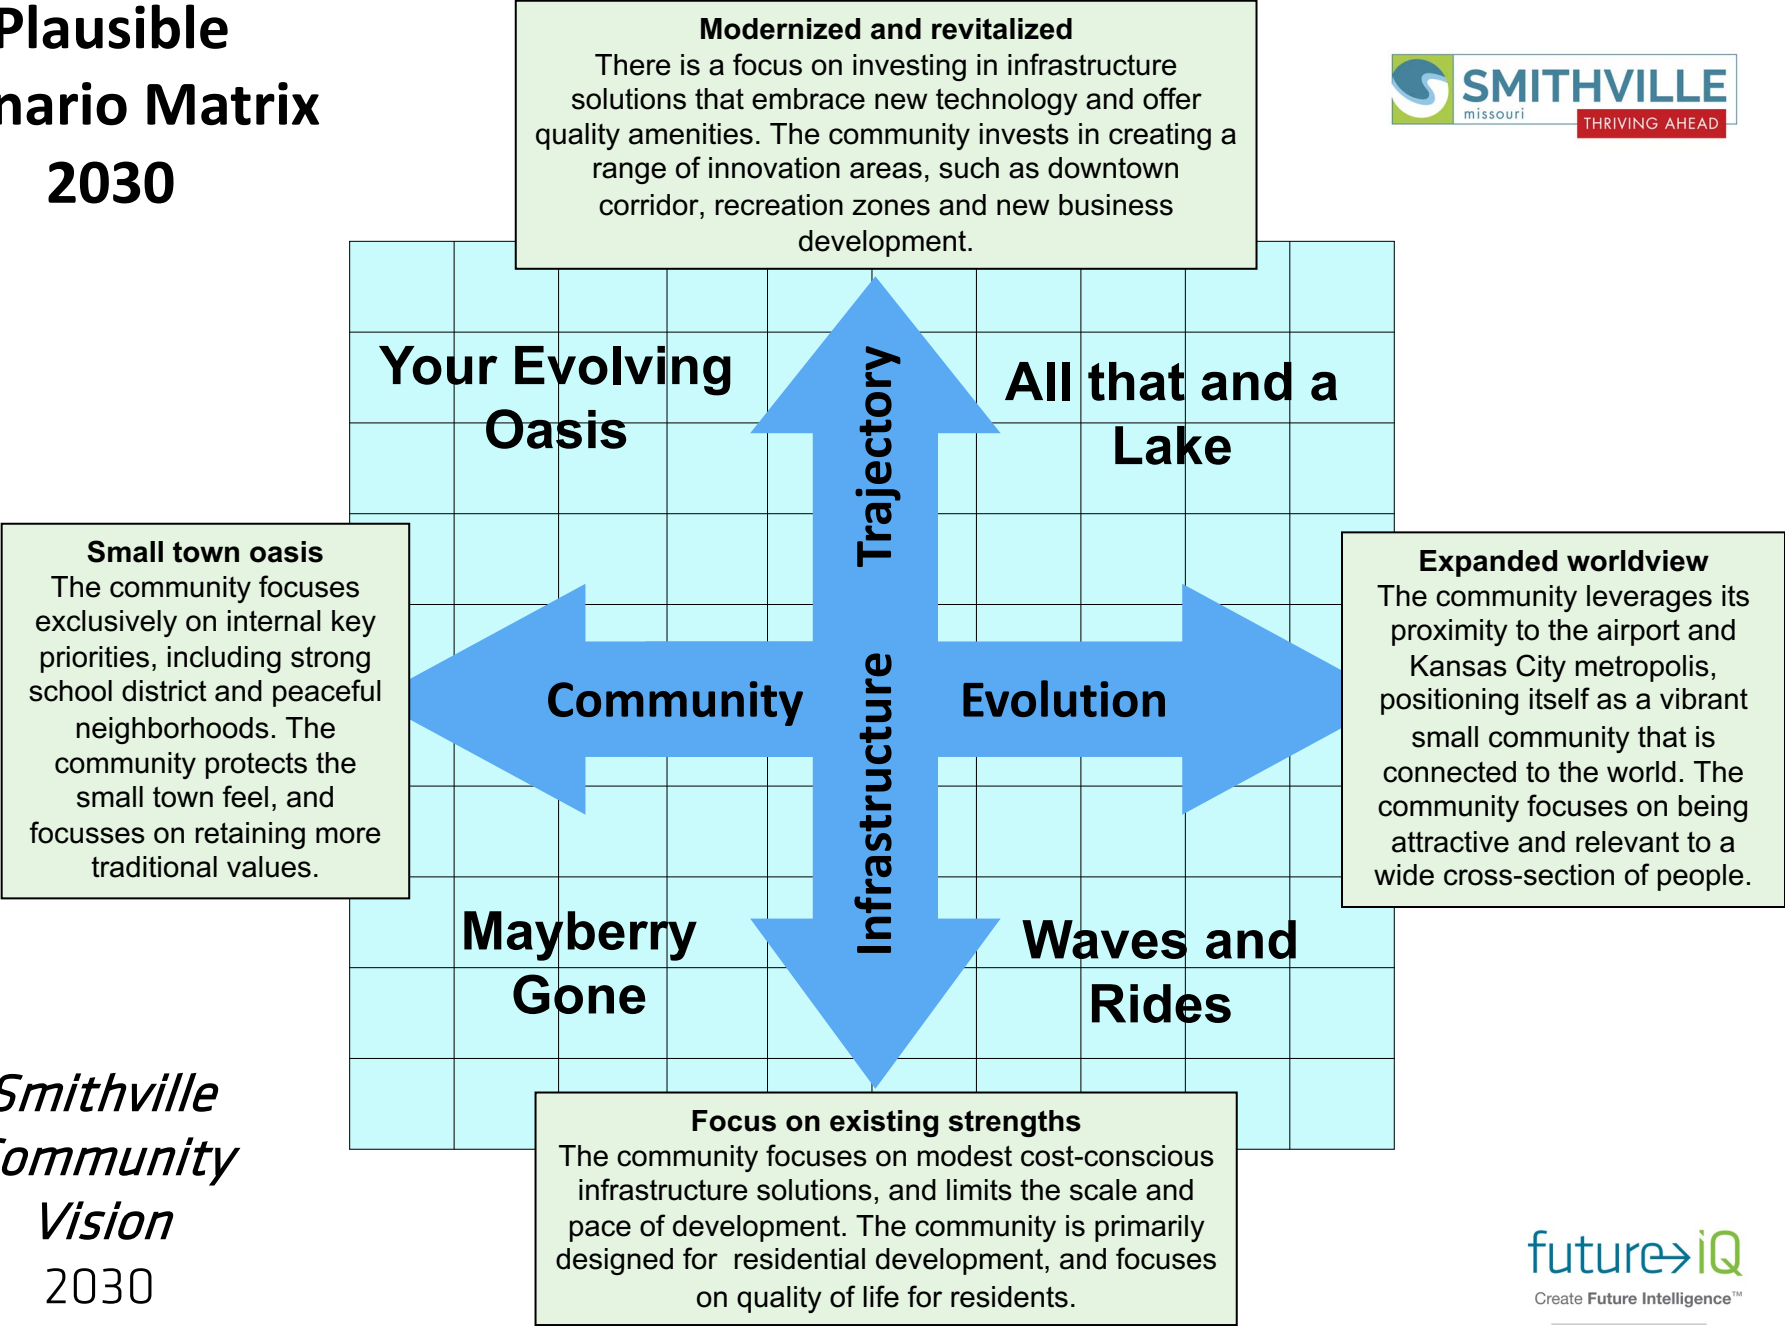 Plausible
nario Matrix
2030
Modernized and revitalized
There is a focus on investing in infrastructure
solutions that embrace new technology and offer
quality amenities. The community invests in creating a
range of innovation areas, such as downtown
corridor, recreation zones and new business
development.
SMITHVILLE
missouri
THRIVING AHEAD
Your Evolving
Oasis
All that and a
Lake
Small town oasis
The community focuses
exclusively on internal key
priorities, including strong
school district and peaceful
neighborhoods. The
community protects the
small town feel, and
focusses on retaining more
traditional values.
Community Evolution
Infrastructure Trajectory
Expanded worldview
The community leverages its
proximity to the airport and
Kansas City metropolis,
positioning itself as a vibrant
small community that is
connected to the world. The
community focuses on being
attractive and relevant to a
wide cross-section of people.
Mayberry
Gone
Waves and
Rides
Smithville
ommunity
Vision
2030
Focus on existing strengths
The community focuses on modest cost-conscious
infrastructure solutions, and limits the scale and
pace of development. The community is primarily
designed for  residential development, and focuses
on quality of life for residents.
future→iQ
Create Future Intelligence™